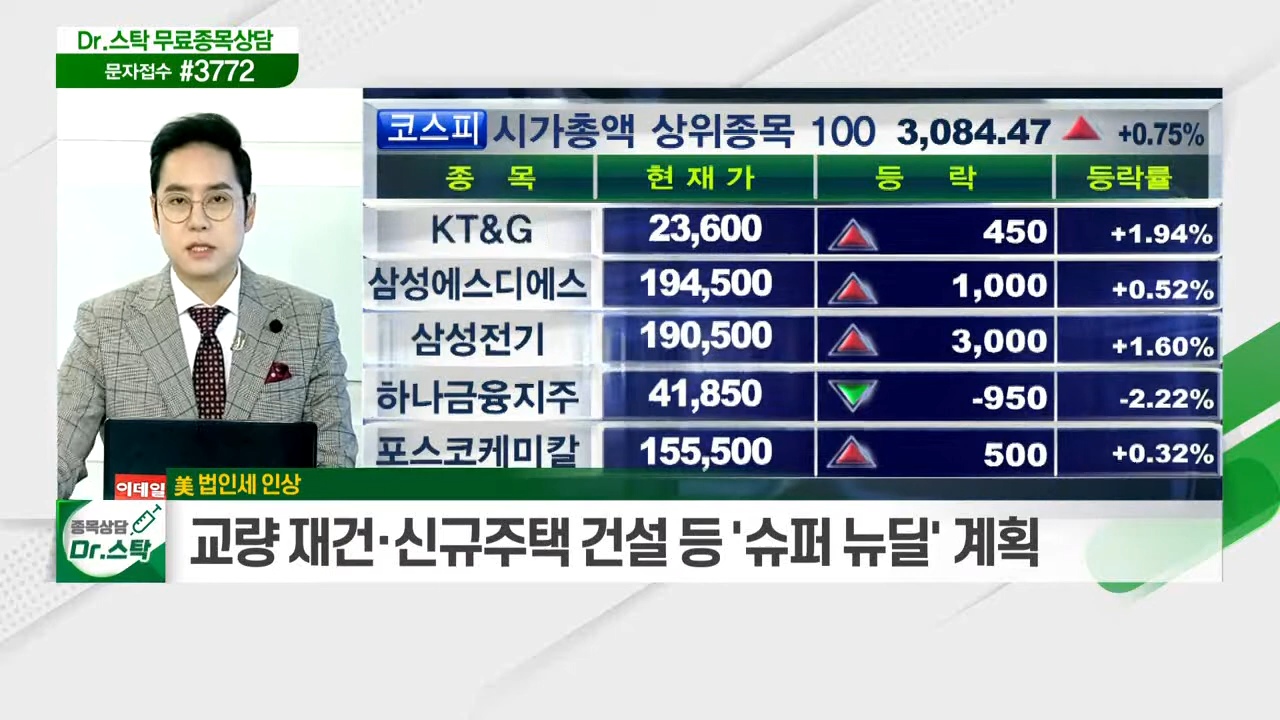 Dr.스탁 무료종목상담
문자접수 #3772
코스피 시가총액 상위종목 100 3,084.47 +0.75%
종 목 현 재 가 등 락 등락률
KT&G 23,600 450 +1.94%
삼성에스디에스 194,500 1,000 +0.52%
삼성전기 190,500 3,000 +1.60%
하나금융지주 41,850 -950 -2.22%
포스코케미칼 155,500 500 +0.32%
이데일
美 법인세 인상
종목상담
Dr.스탁
교량 재건·신규주택 건설 등 '슈퍼 뉴딜' 계획